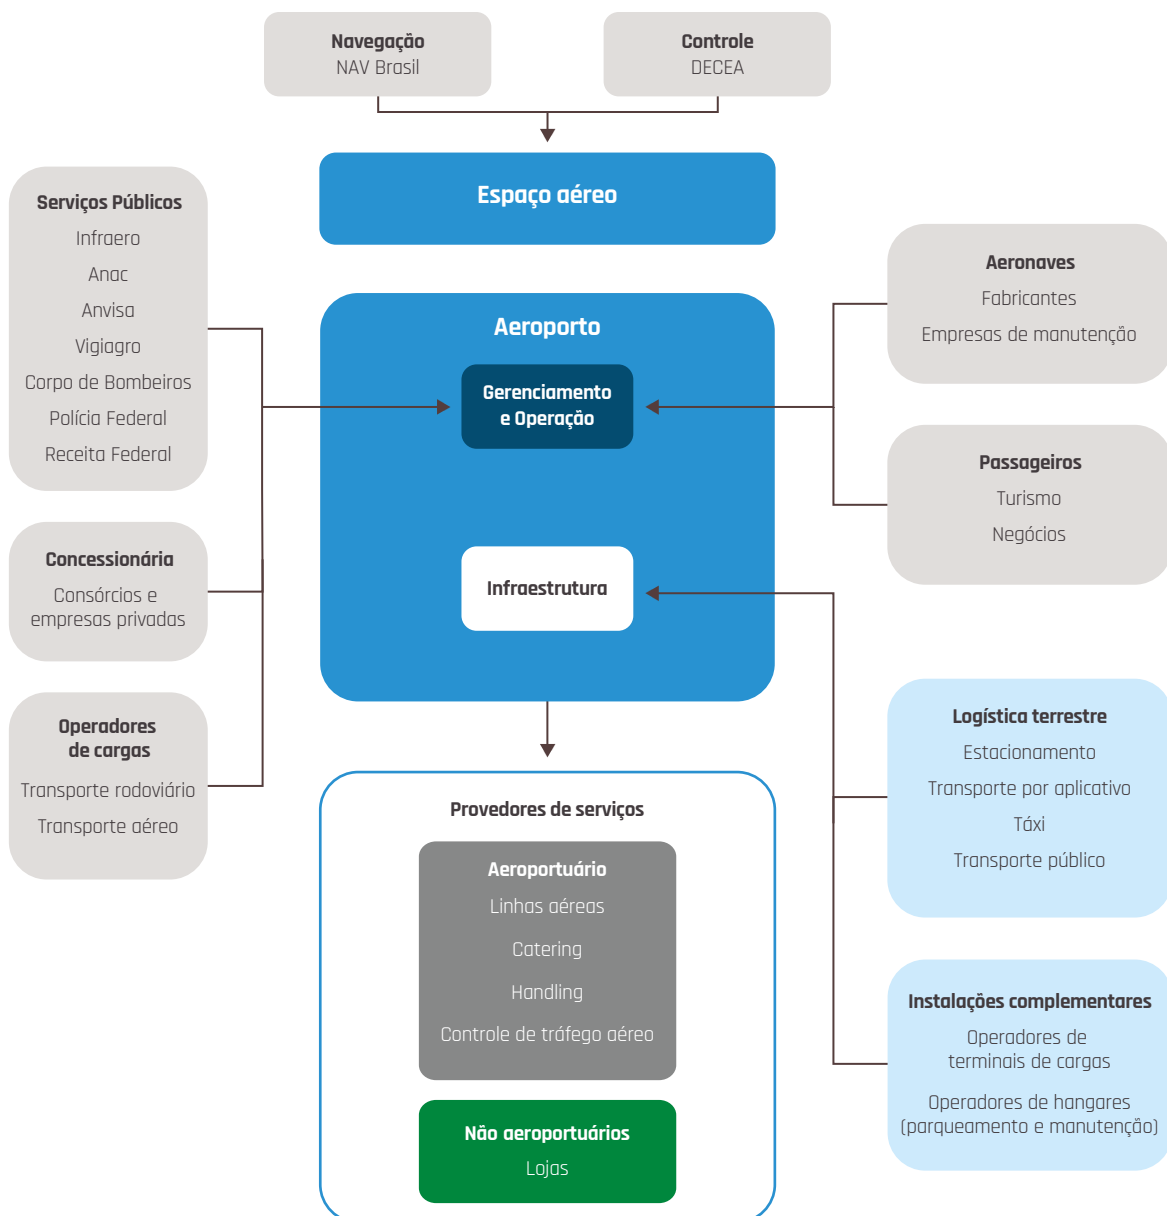 Navegação
NAV Brasil
Controle
DECEA
Espaço aéreo
Serviços Públicos
Infraero
Anac
Anvisa
Vigiagro
Corpo de Bombeiros
Polícia Federal
Receita Federal
Concessionária
Consórcios e
empresas privadas
Operadores
de cargas
Transporte rodoviário
Transporte aéreo
Aeroporto
Gerenciamento
e Operação
Infraestrutura
Provedores de serviços
Aeroportuário
Linhas aéreas
Catering
Handling
Controle de tráfego aéreo
Não aeroportuários
Lojas
Aeronaves
Fabricantes
Empresas de manutenção
Passageiros
Turismo
Negócios
Logística terrestre
Estacionamento
Transporte por aplicativo
Táxi
Transporte público
Instalações complementares
Operadores de
terminais de cargas
Operadores de hangares
(parqueamento e manutenção)